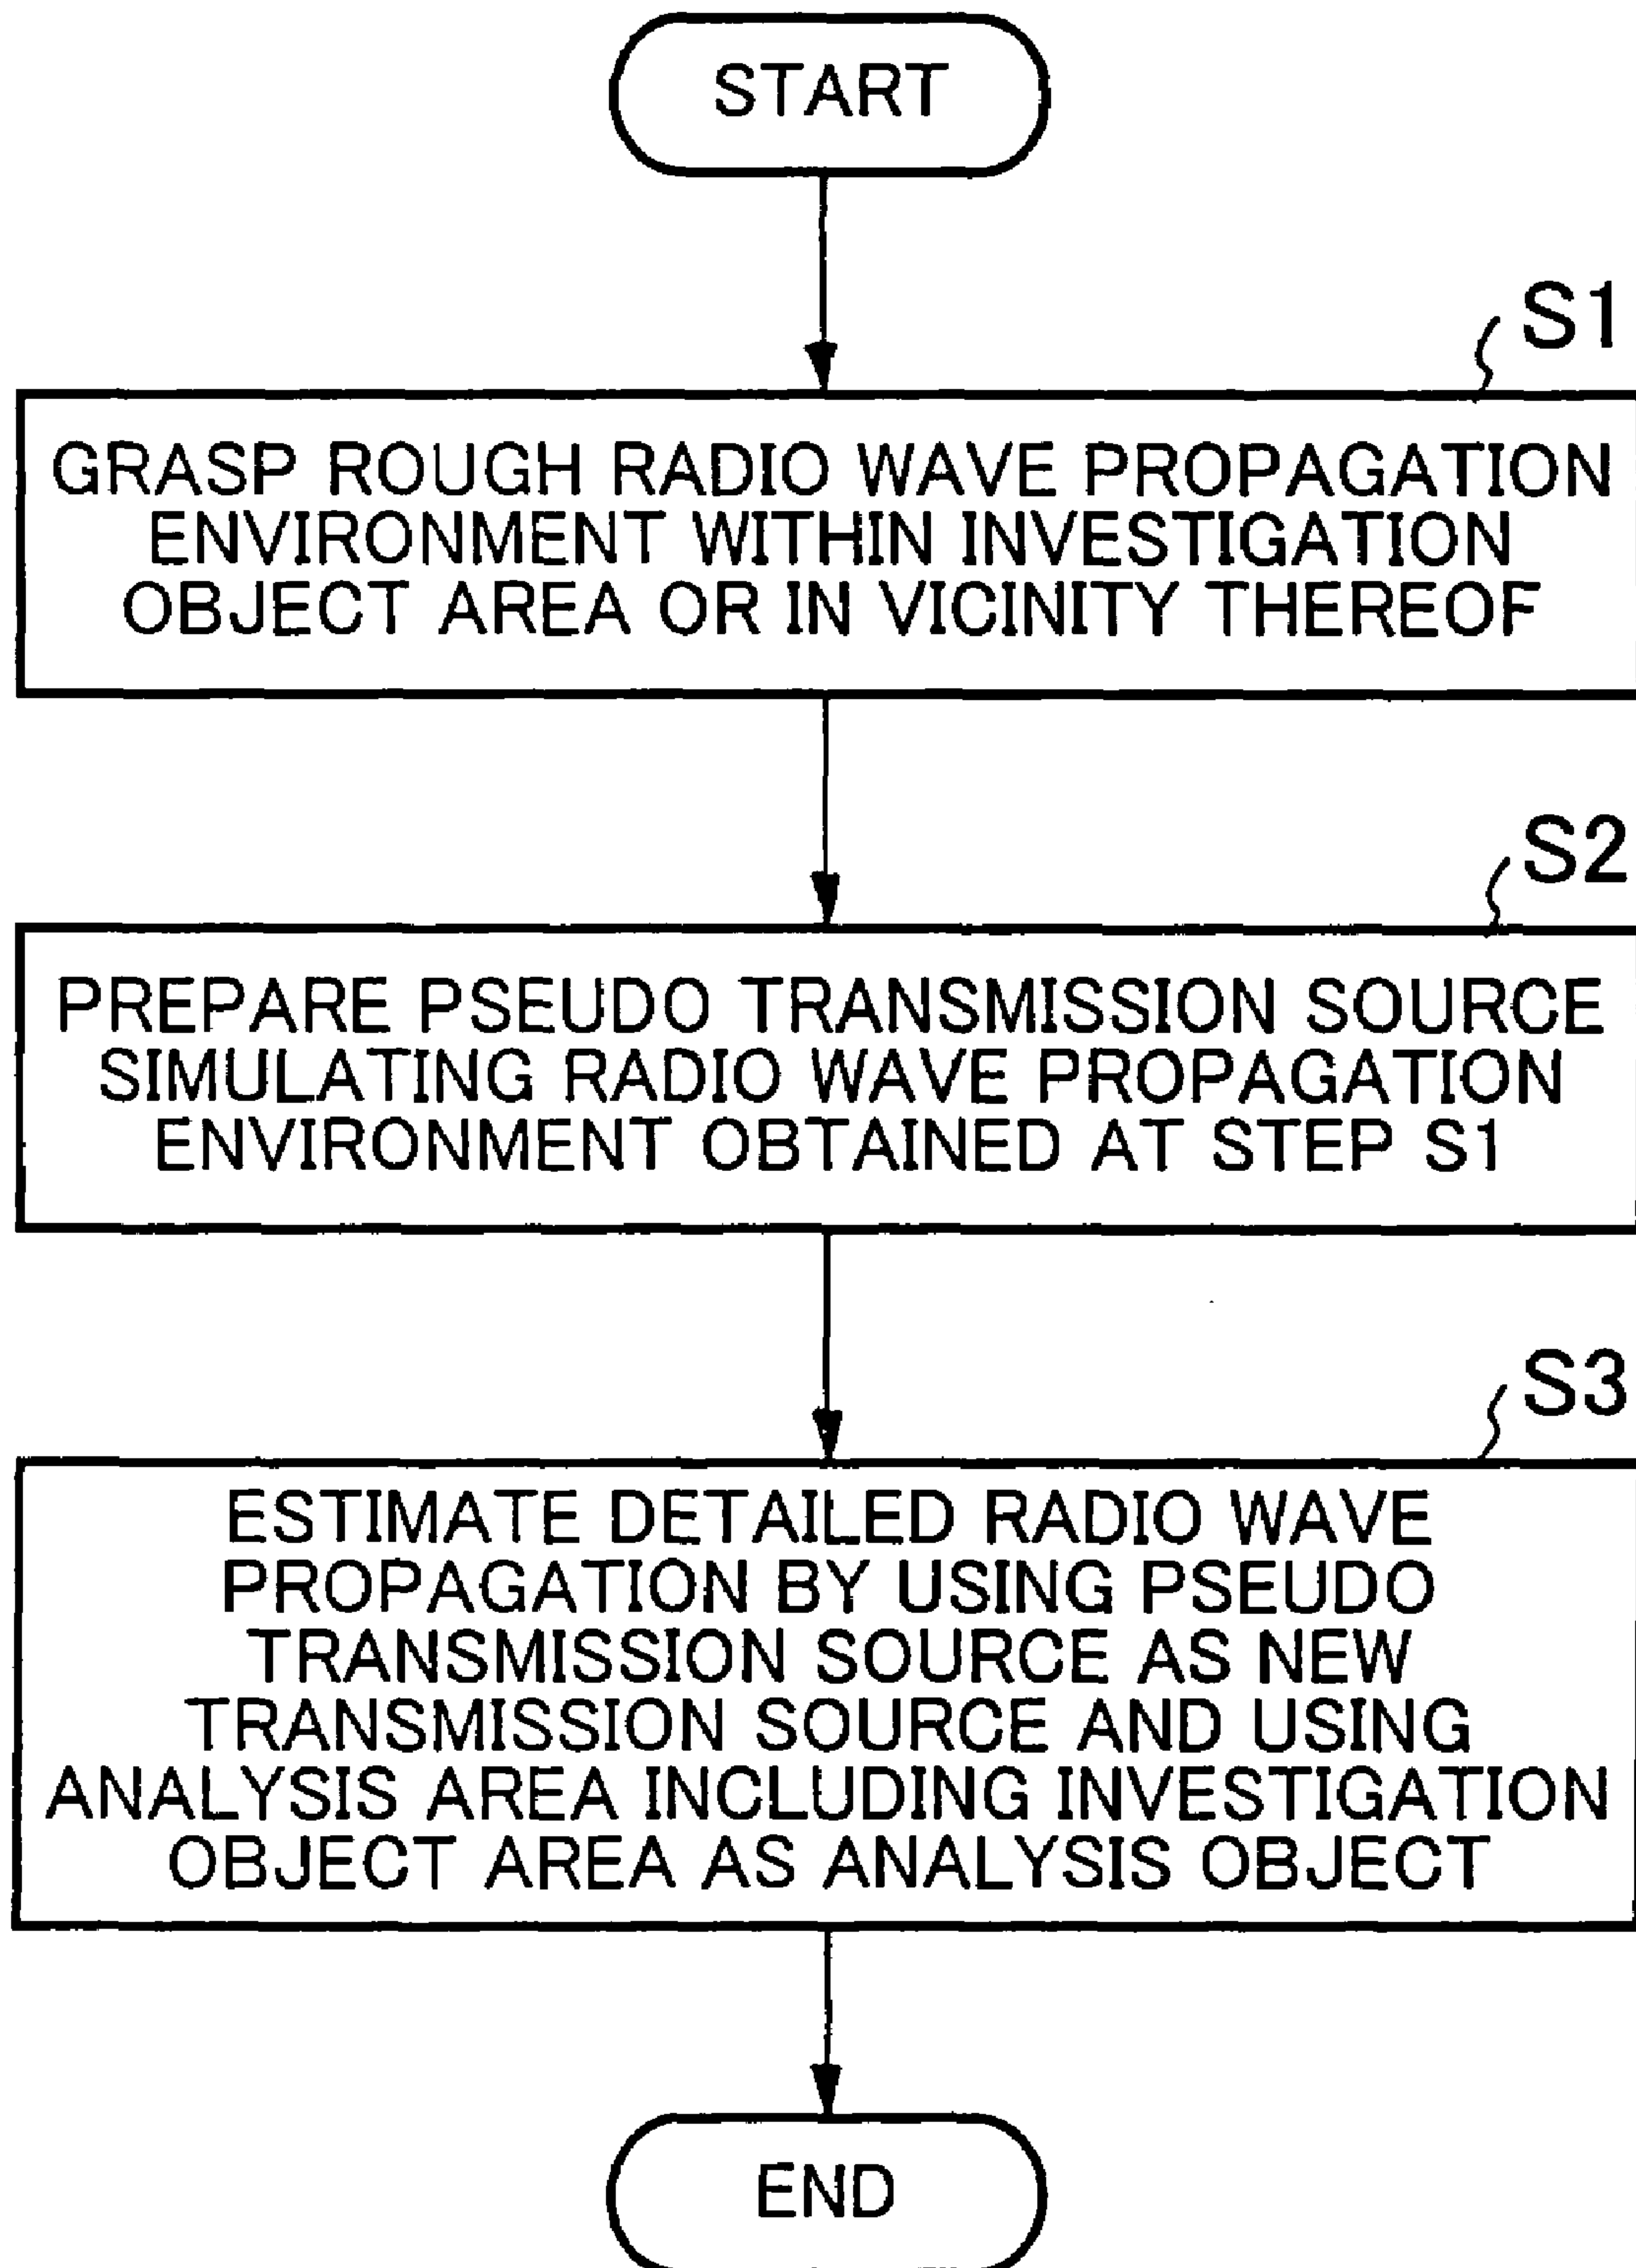 START
S1
GRASP ROUGH RADIO WAVE PROPAGATION
ENVIRONMENT WITHIN INVESTIGATION
OBJECT AREA OR IN VICINITY THEREOF
S2
PREPARE PSEUDO TRANSMISSION SOURCE
SIMULATING RADIO WAVE PROPAGATION
ENVIRONMENT OBTAINED AT STEP S1
S3
ESTIMATE DETAILED RADIO WAVE
PROPAGATION BY USING PSEUDO
TRANSMISSION SOURCE AS NEW
TRANSMISSION SOURCE AND USING
ANALYSIS AREA INCLUDING INVESTIGATION
OBJECT AREA AS ANALYSIS OBJECT
END